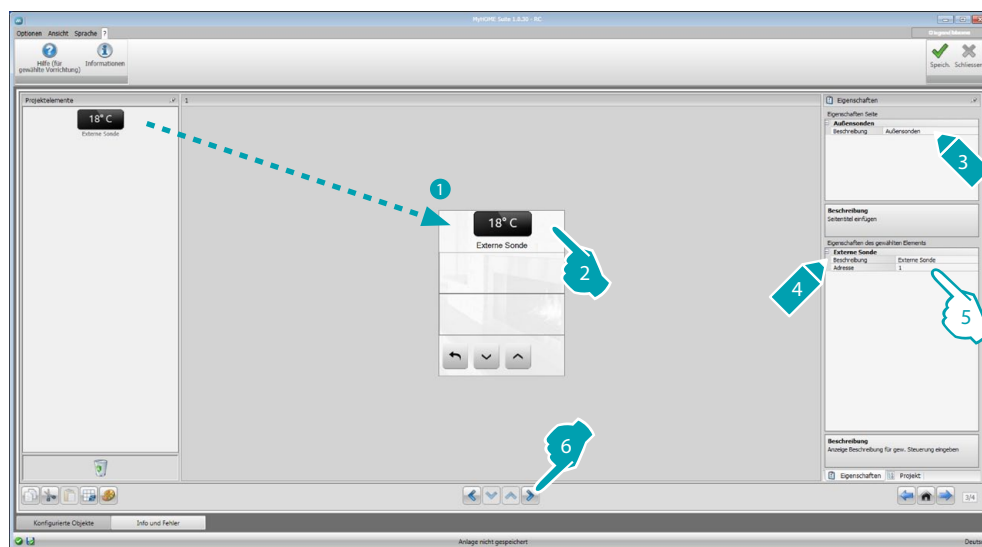 MyHOME Suite 1.0.30 - RC
Optionen Ansicht Sprache ?
Hilfe (für gewählte Vorrichtung)
Informationen
Speich. Schliessen
Projektelemente
1
Eigenschaften
18° C
Externe Sonde
Eigenschaften Seite
Außensonden
Beschreibung Außensonden
3
1
18° C
Externe Sonde
2
Beschreibung
Seitentitel einfügen
Eigenschaften des gewählten Elements
Externe Sonde
Beschreibung Externe Sonde
Adresse 1
4
5
6
Beschreibung
Anzeige Beschreibung für gew. Steuerung eingeben
Eigenschaften Projekt
3/4
Konfigurierte Objekte Info und Fehler
Anlage nicht gespeichert